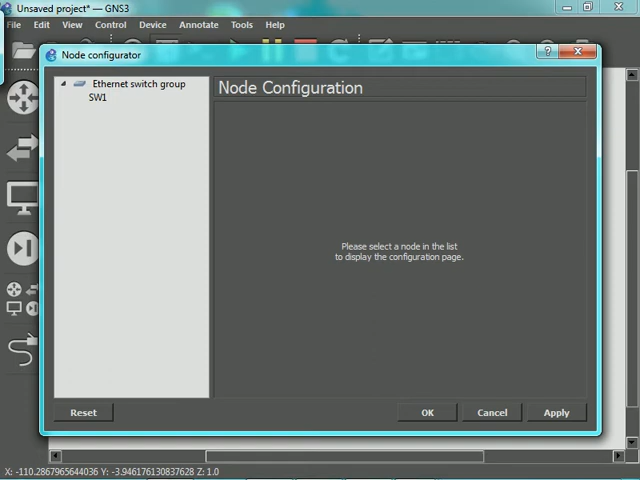 Unsaved project* — GNS3
File Edit View Control Device Annotate Tools Help
Node configurator
Ethernet switch group
SW1
Node Configuration
Please select a node in the list
to display the configuration page.
Reset OK Cancel Apply
X: -110.2867965644036 Y: -3.946176130837628 Z: 1.0